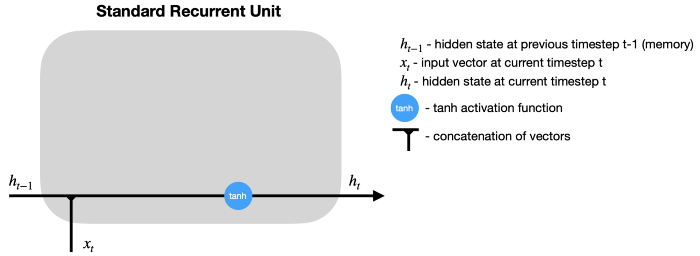 Standard Recurrent Unit
h_{t-1} - hidden state at previous timestep t-1 (memory)
x_t - input vector at current timestep t
h_t - hidden state at current timestep t
tanh - tanh activation function
- concatenation of vectors
h_{t-1}
h_t
tanh
x_t